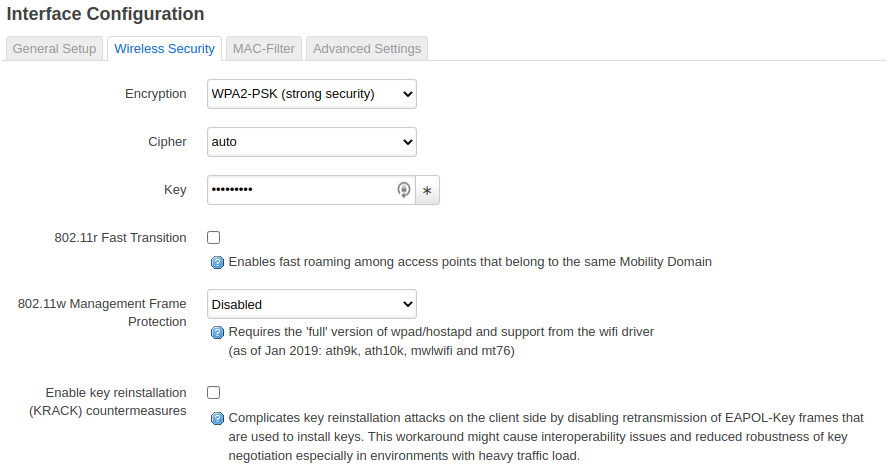 Interface Configuration
General Setup Wireless Security MAC-Filter Advanced Settings
Encryption WPA2-PSK (strong security)
Cipher auto
Key ••••••••• *
802.11r Fast Transition
Enables fast roaming among access points that belong to the same Mobility Domain
802.11w Management Frame
Protection
Disabled
Requires the 'full' version of wpad/hostapd and support from the wifi driver
(as of Jan 2019: ath9k, ath10k, mwlwifi and mt76)
Enable key reinstallation
(KRACK) countermeasures
Complicates key reinstallation attacks on the client side by disabling retransmission of EAPOL-Key frames that
are used to install keys. This workaround might cause interoperability issues and reduced robustness of key
negotiation especially in environments with heavy traffic load.